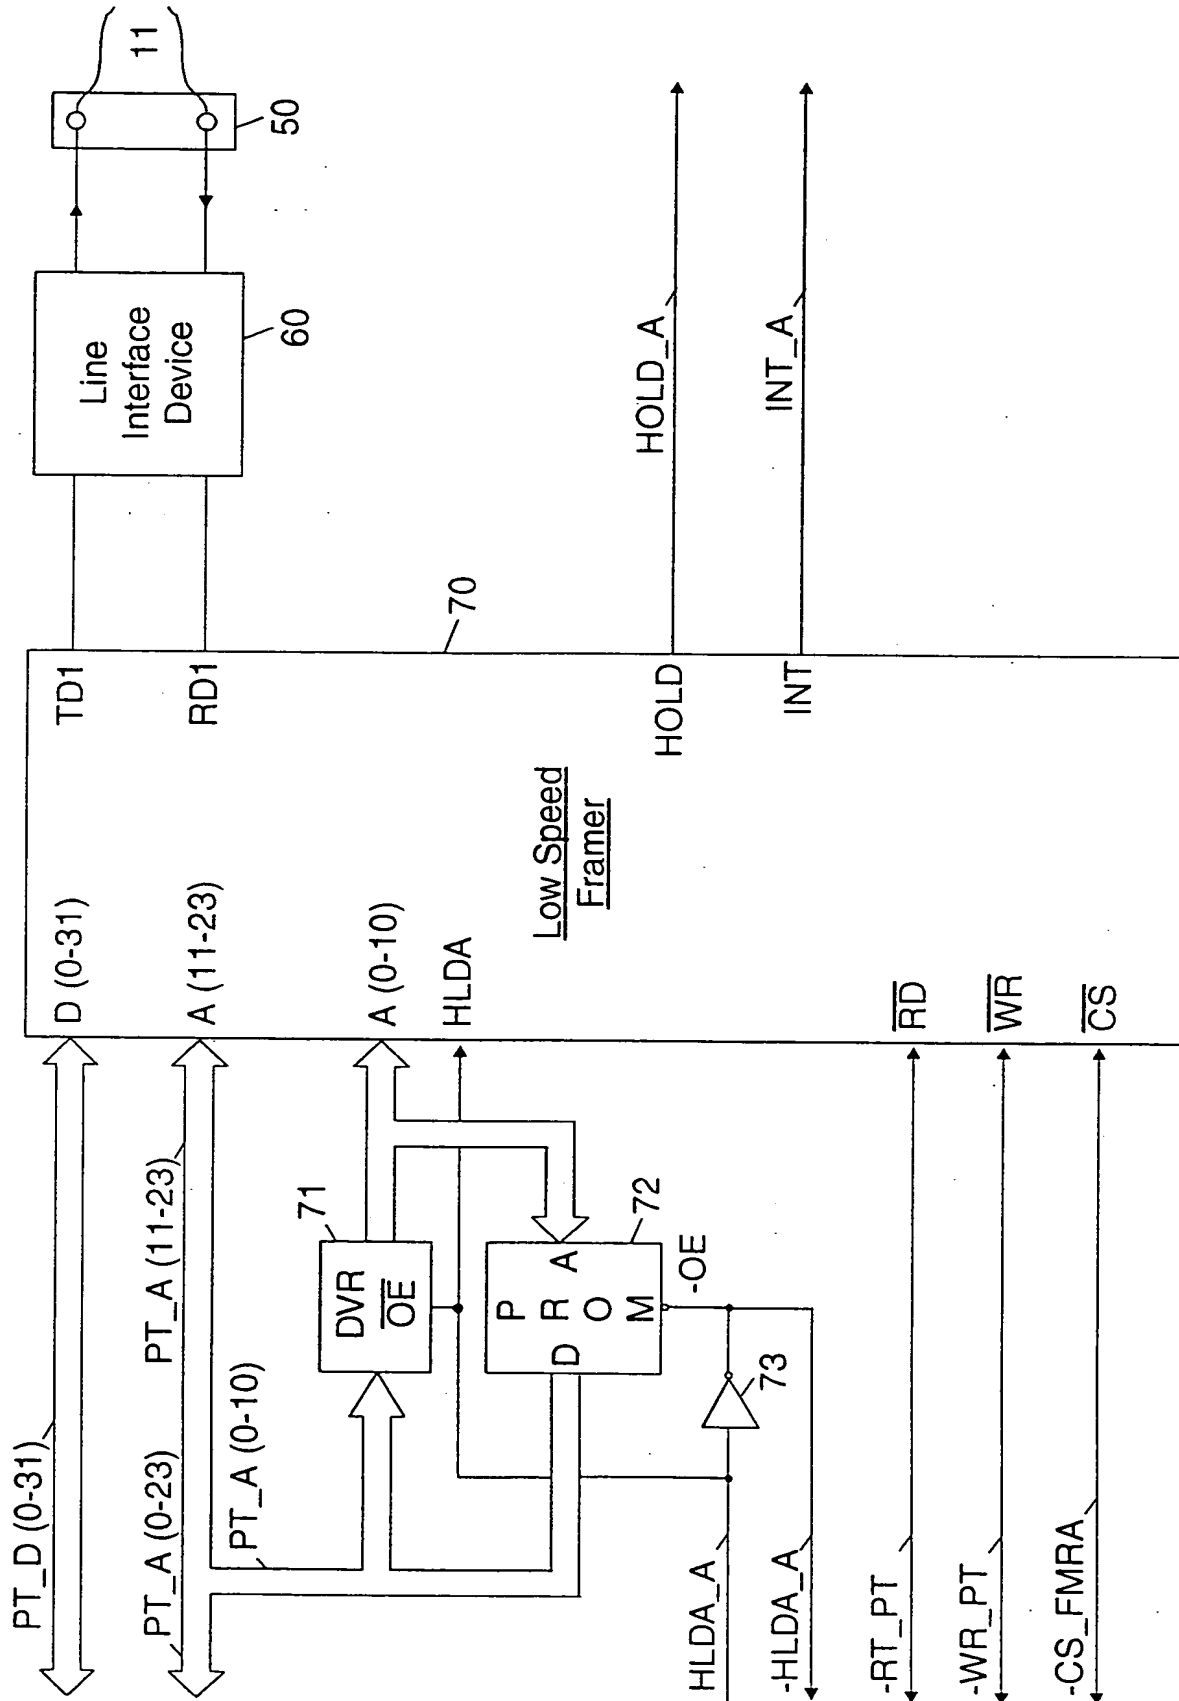 PT_D (0-31)
D (0-31)
TD1
Line
Interface
Device
60
50
11
PT_A (0-23)
PT_A (11-23)
A (11-23)
RD1
70
PT_A (0-10)
DVR
OE
71
A (0-10)
HLDA
D
PROM
A
72
-OE
73
Low Speed
Framer
HOLD
HOLD_A
INT
INT_A
HLDA_A
-HLDA_A
-RT_PT
RD
-WR_PT
WR
-CS_FMRA
CS